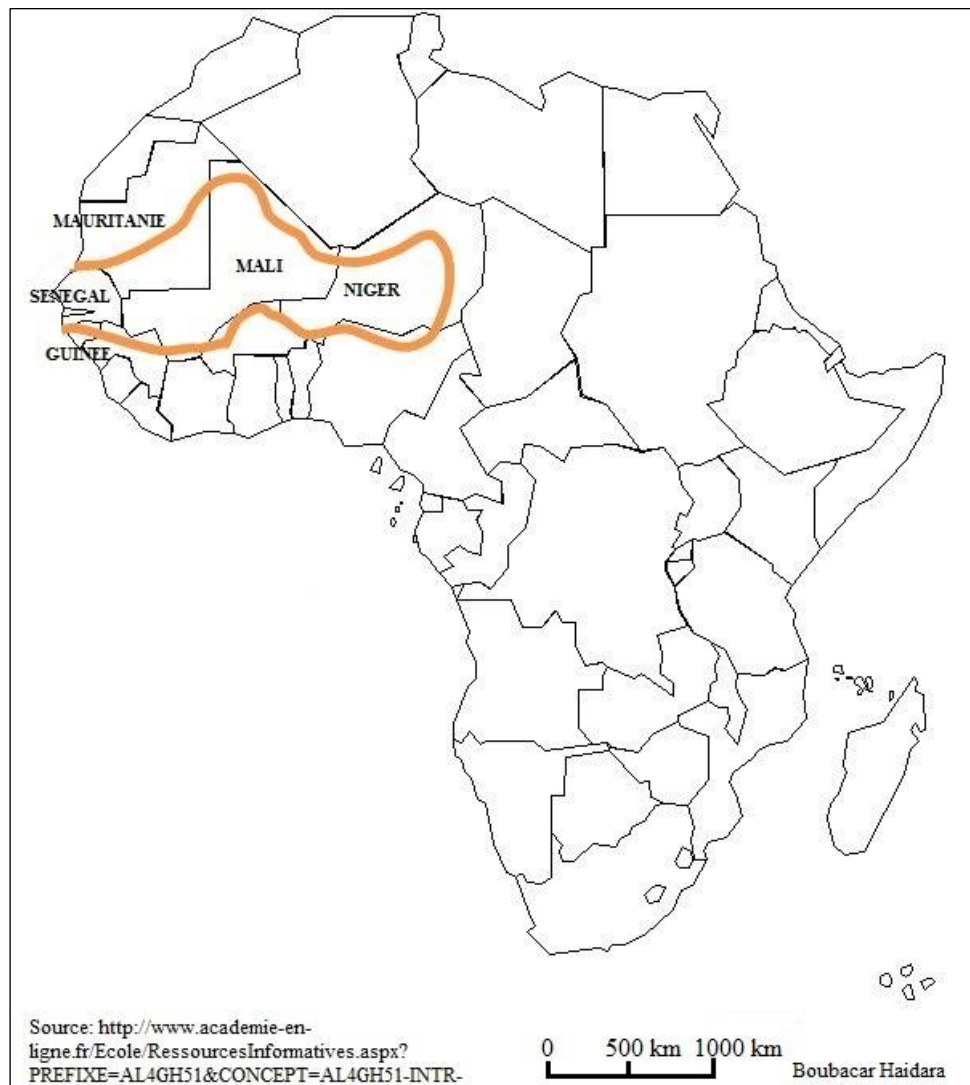 MAURITANIE
MALI
NIGER
SENEGAL
GUINEE
Source: http://www.academie-en-
ligne.fr/Ecole/RessourcesInformatives.aspx?
PREFIXE=AL4GH51&CONCEPT=AL4GH51-INTR-
0 500 km 1000 km
Boubacar Haidara